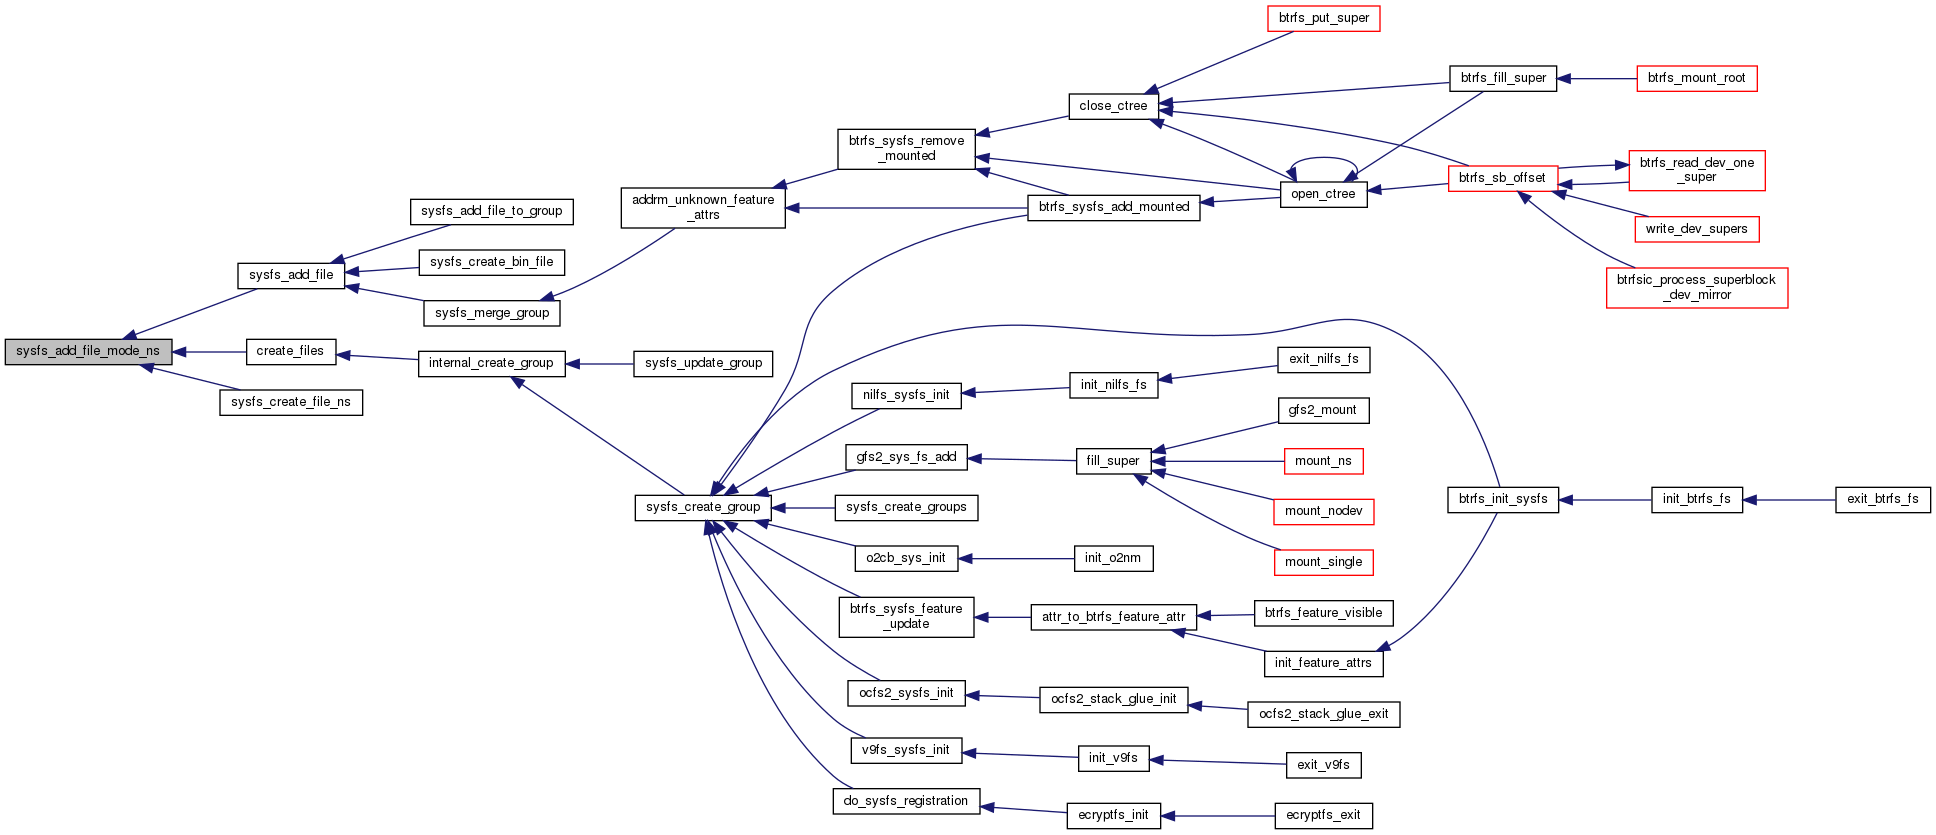 btrfs_put_super
btrfs_fill_super
btrfs_mount_root
close_ctree
btrfs_sysfs_remove
_mounted
btrfs_read_dev_one
_super
btrfs_sb_offset
open_ctree
addrm_unknown_feature
_attrs
btrfs_sysfs_add_mounted
sysfs_add_file_to_group
write_dev_supers
sysfs_create_bin_file
sysfs_add_file
btrfsic_process_superblock
_dev_mirror
sysfs_merge_group
sysfs_add_file_mode_ns
create_files
internal_create_group
sysfs_update_group
exit_nilfs_fs
init_nilfs_fs
nilfs_sysfs_init
sysfs_create_file_ns
gfs2_mount
gfs2_sys_fs_add
fill_super
mount_ns
sysfs_create_group
sysfs_create_groups
mount_nodev
btrfs_init_sysfs
init_btrfs_fs
exit_btrfs_fs
o2cb_sys_init
init_o2nm
mount_single
btrfs_sysfs_feature
_update
attr_to_btrfs_feature_attr
btrfs_feature_visible
init_feature_attrs
ocfs2_sysfs_init
ocfs2_stack_glue_init
ocfs2_stack_glue_exit
v9fs_sysfs_init
init_v9fs
exit_v9fs
do_sysfs_registration
ecryptfs_init
ecryptfs_exit